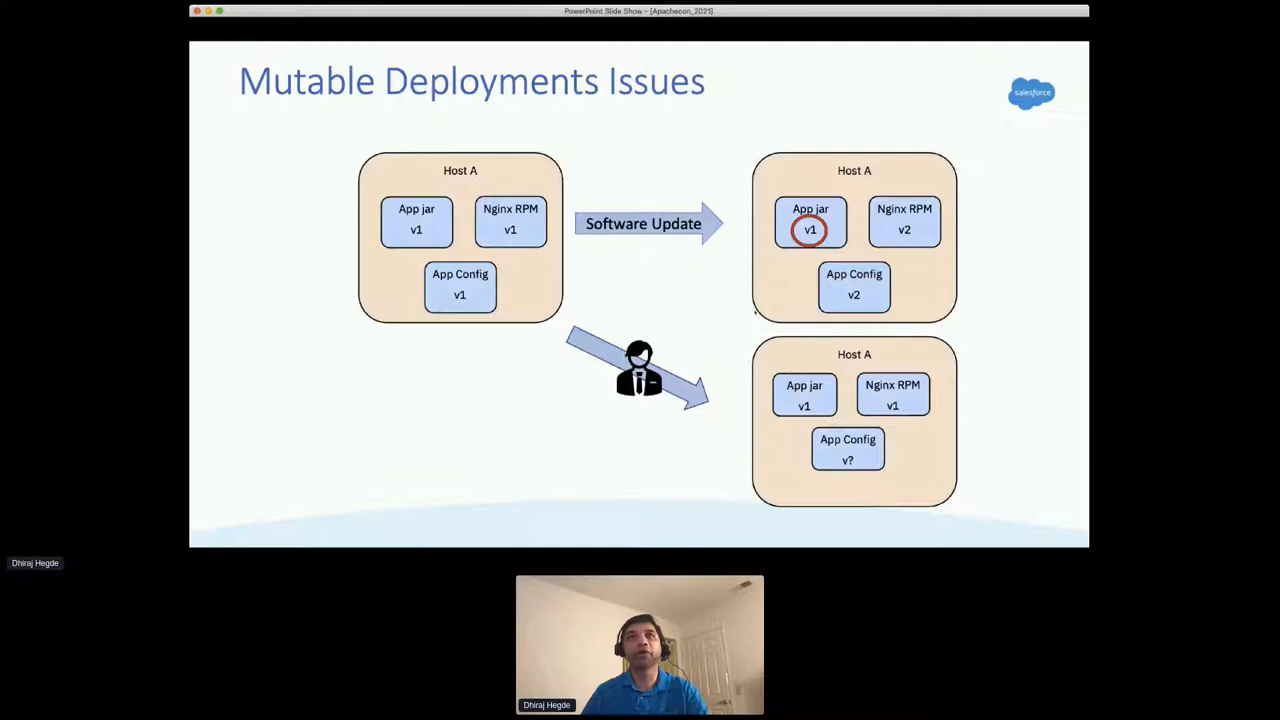 PowerPoint Slide Show - [Apachecon_2021]
Mutable Deployments Issues
salesforce
Host A
App jar
v1
Nginx RPM
v1
App Config
v1
Software Update
Host A
App jar
v1
Nginx RPM
v2
App Config
v2
Host A
App jar
v1
Nginx RPM
v1
App Config
v?
Dhiraj Hegde
Dhiraj Hegde